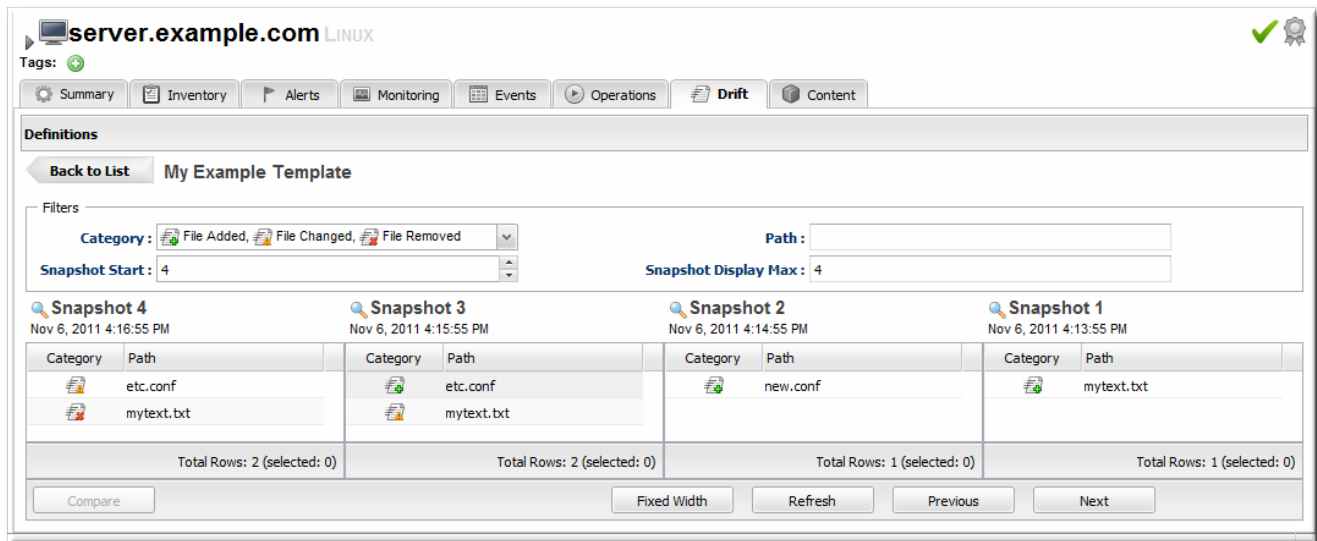 server.example.com LINUX
Tags:
Summary Inventory Alerts Monitoring Events Operations Drift Content
Definitions
Back to List My Example Template
Filters
Category : File Added, File Changed, File Removed Path :
Snapshot Start : 4 Snapshot Display Max : 4
Snapshot 4 Snapshot 3 Snapshot 2 Snapshot 1
Nov 6, 2011 4:16:55 PM Nov 6, 2011 4:15:55 PM Nov 6, 2011 4:14:55 PM Nov 6, 2011 4:13:55 PM
Category Path Category Path Category Path Category Path
etc.conf etc.conf new.conf mytext.txt
mytext.txt mytext.txt
Total Rows: 2 (selected: 0) Total Rows: 2 (selected: 0) Total Rows: 1 (selected: 0) Total Rows: 1 (selected: 0)
Compare Fixed Width Refresh Previous Next